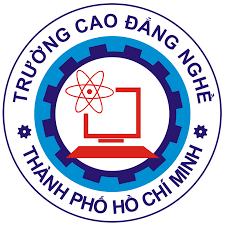 TRƯỜNG CAO ĐẲNG NGHỀ
THÀNH PHỐ HỒ CHÍ MINH